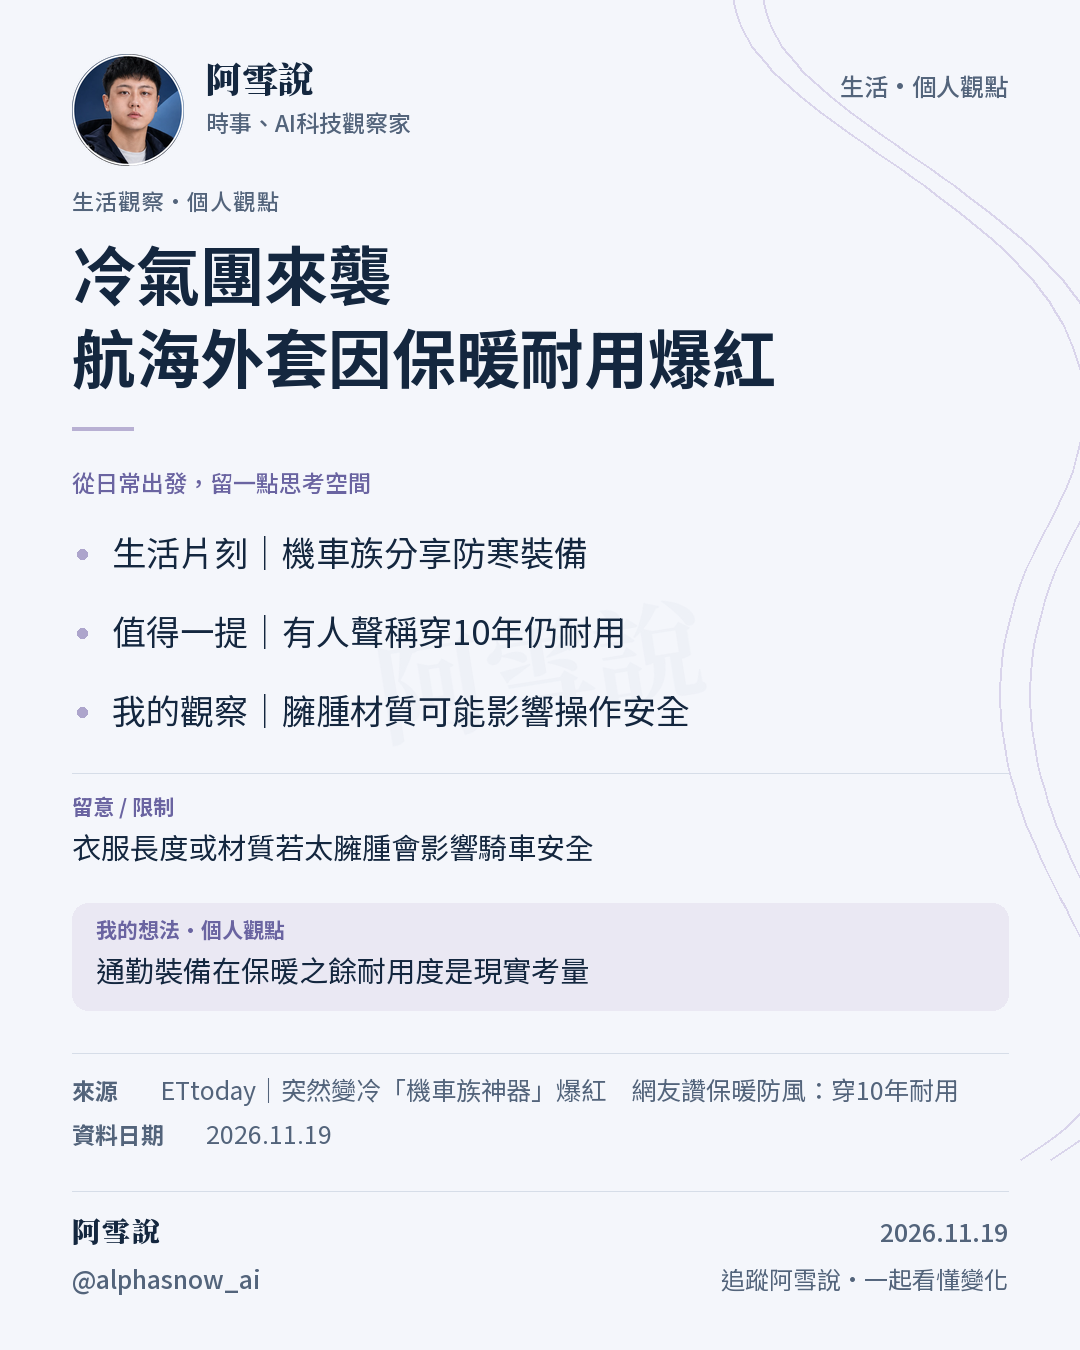 阿雪說
時事、AI科技觀察家
生活・個人觀點
生活觀察・個人觀點
冷氣團來襲
航海外套因保暖耐用爆紅
從日常出發，留一點思考空間
生活片刻｜機車族分享防寒裝備
值得一提｜有人聲稱穿10年仍耐用
我的觀察｜臃腫材質可能影響操作安全
阿雪說
留意 / 限制
衣服長度或材質若太臃腫會影響騎車安全
我的想法・個人觀點
通勤裝備在保暖之餘耐用度是現實考量
來源 ETtoday｜突然變冷「機車族神器」爆紅　網友讚保暖防風：穿10年耐用
資料日期 2026.11.19
阿雪說
2026.11.19
@alphasnow_ai
追蹤阿雪說・一起看懂變化